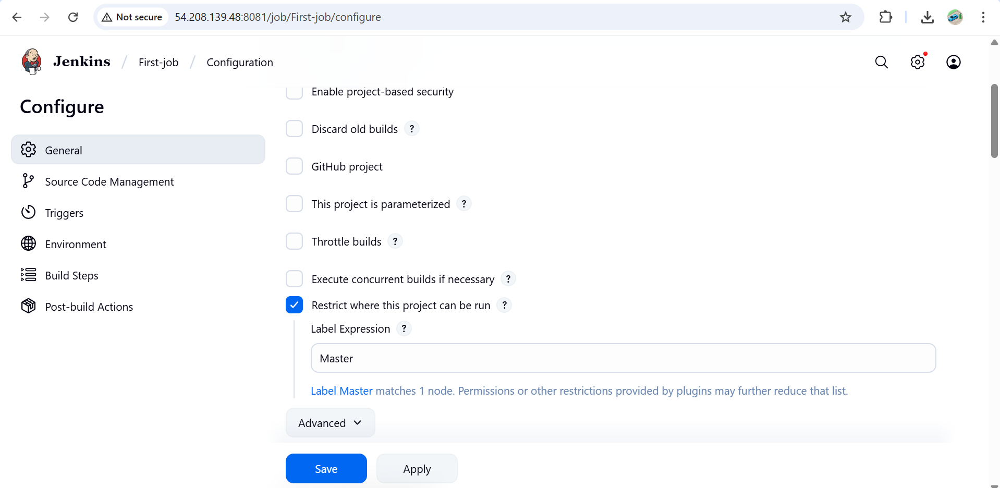 Not secure 54.208.139.48:8081/job/First-job/configure
Jenkins / First-job / Configuration
Configure
General
Source Code Management
Triggers
Environment
Build Steps
Post-build Actions
Enable project-based security
Discard old builds ?
GitHub project
This project is parameterized ?
Throttle builds ?
Execute concurrent builds if necessary ?
Restrict where this project can be run ?
Label Expression ?
Master
Label Master matches 1 node. Permissions or other restrictions provided by plugins may further reduce that list.
Advanced
Save Apply